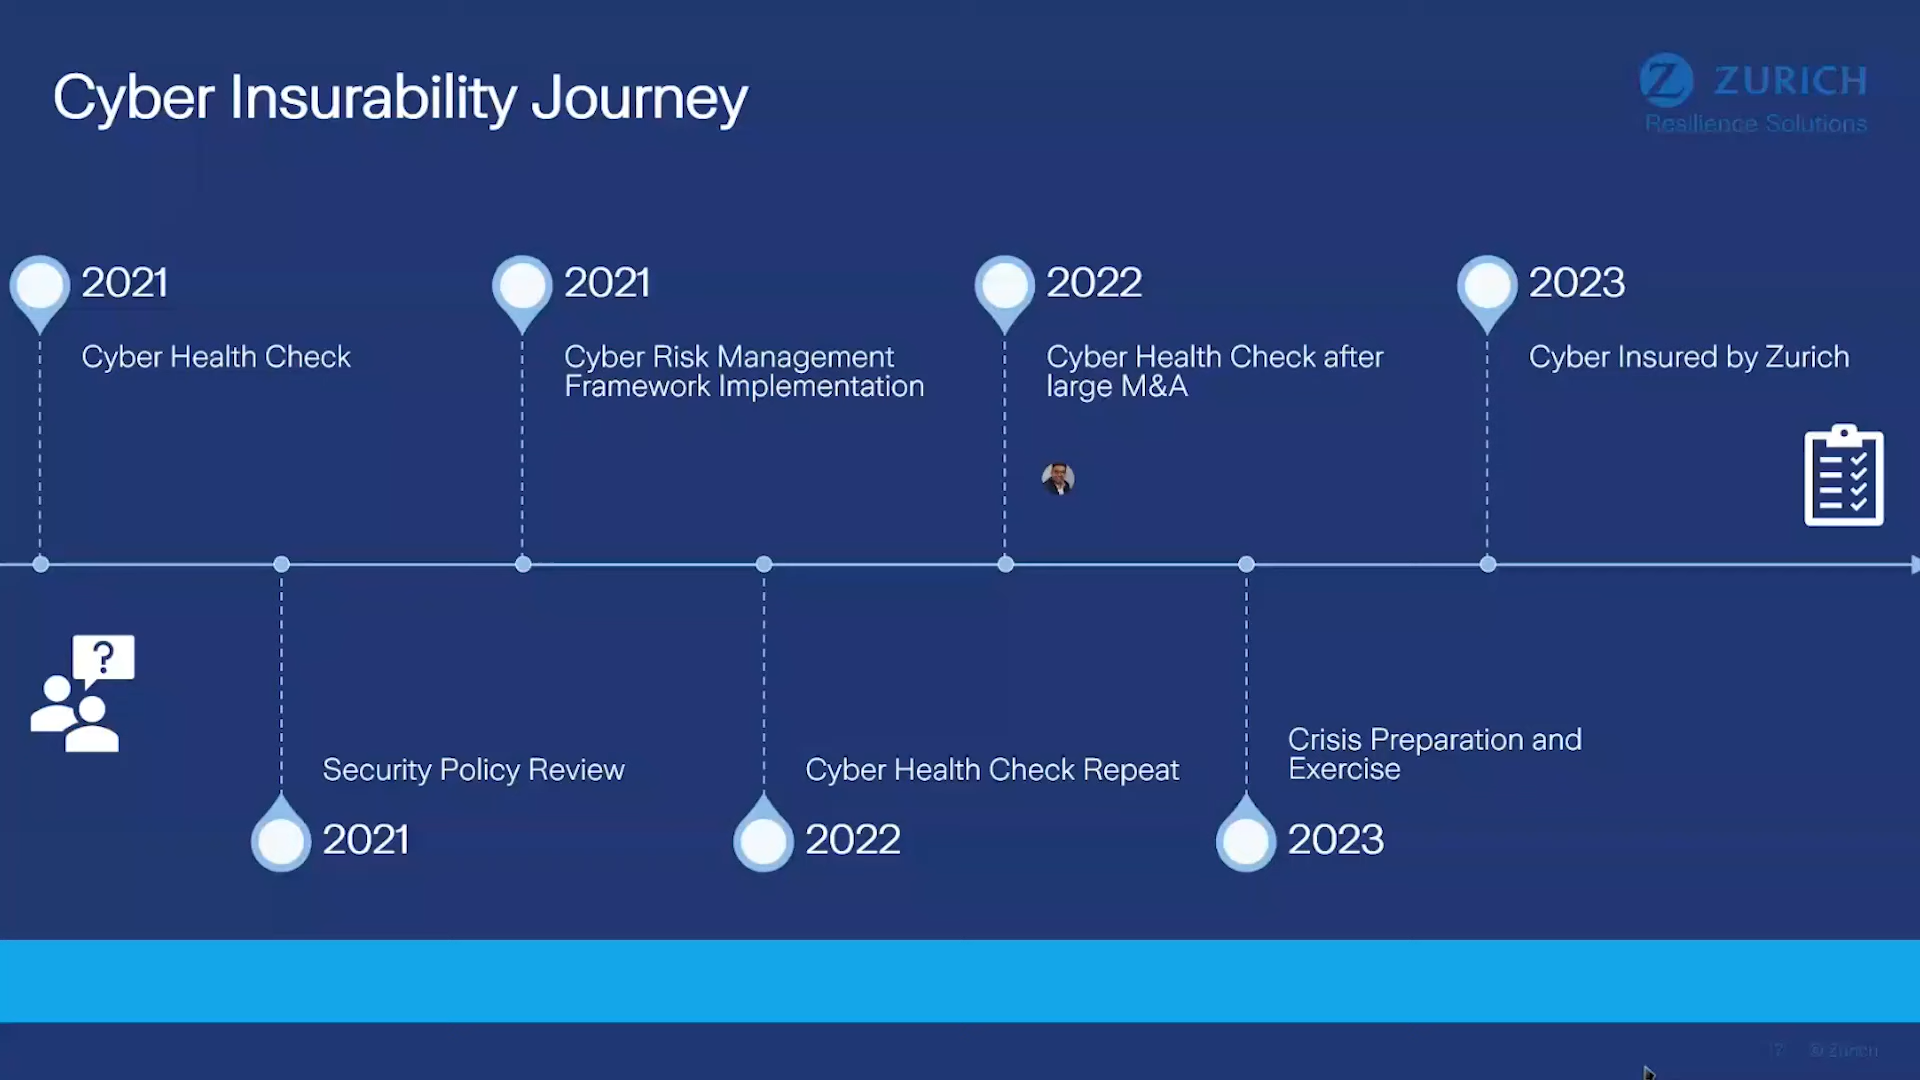 Cyber Insurability Journey
ZURICH
Resilience Solutions
2021
Cyber Health Check
2021
Cyber Risk Management
Framework Implementation
2022
Cyber Health Check after
large M&A
2023
Cyber Insured by Zurich
?
Security Policy Review
2021
Cyber Health Check Repeat
2022
Crisis Preparation and
Exercise
2023
17 © Zurich